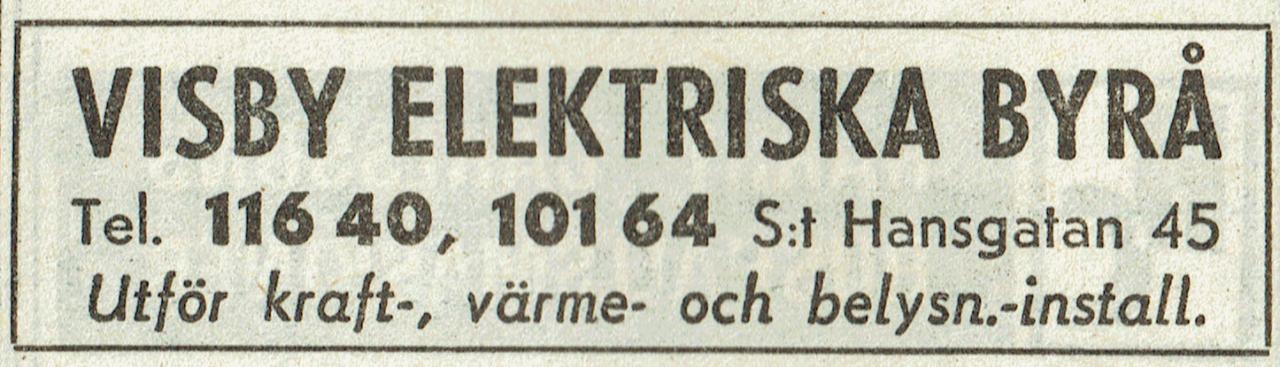 VISBY ELEKTRISKA BYRÅ
Tel. 116 40, 101 64 S:t Hansgatan 45
Utför kraft-, värme- och belysn.-install.